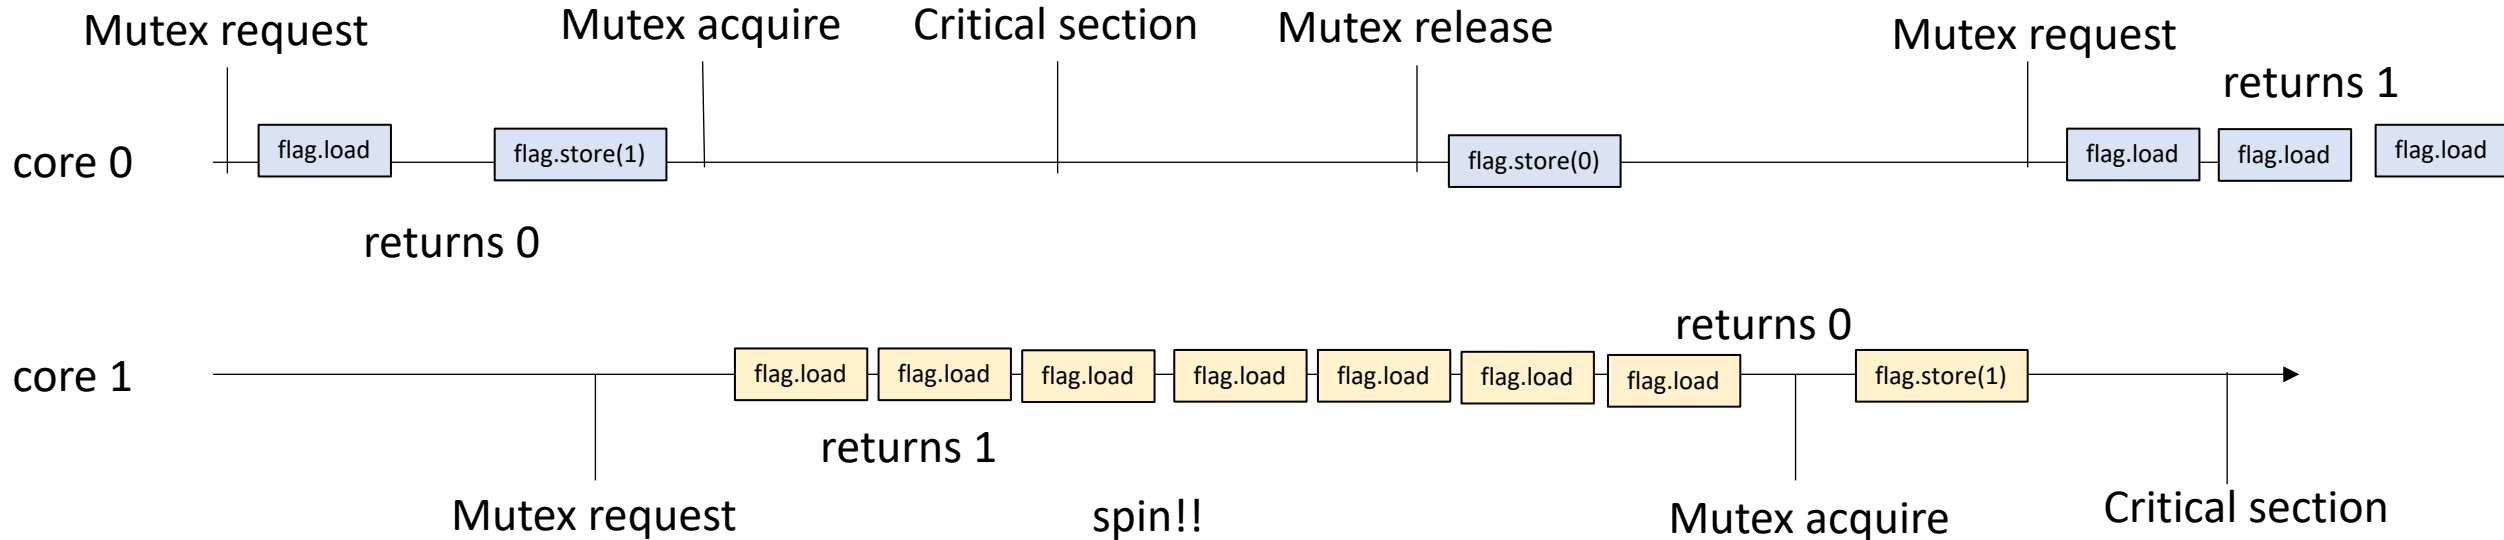 Mutex request
Mutex acquire
Critical section
Mutex release
Mutex request
returns 1
core 0
flag.load
flag.store(1)
flag.store(0)
flag.load
flag.load
flag.load
returns 0
returns 0
core 1
flag.load
flag.load
flag.load
flag.load
flag.load
flag.load
flag.load
flag.store(1)
returns 1
Mutex request
spin!!
Mutex acquire
Critical section